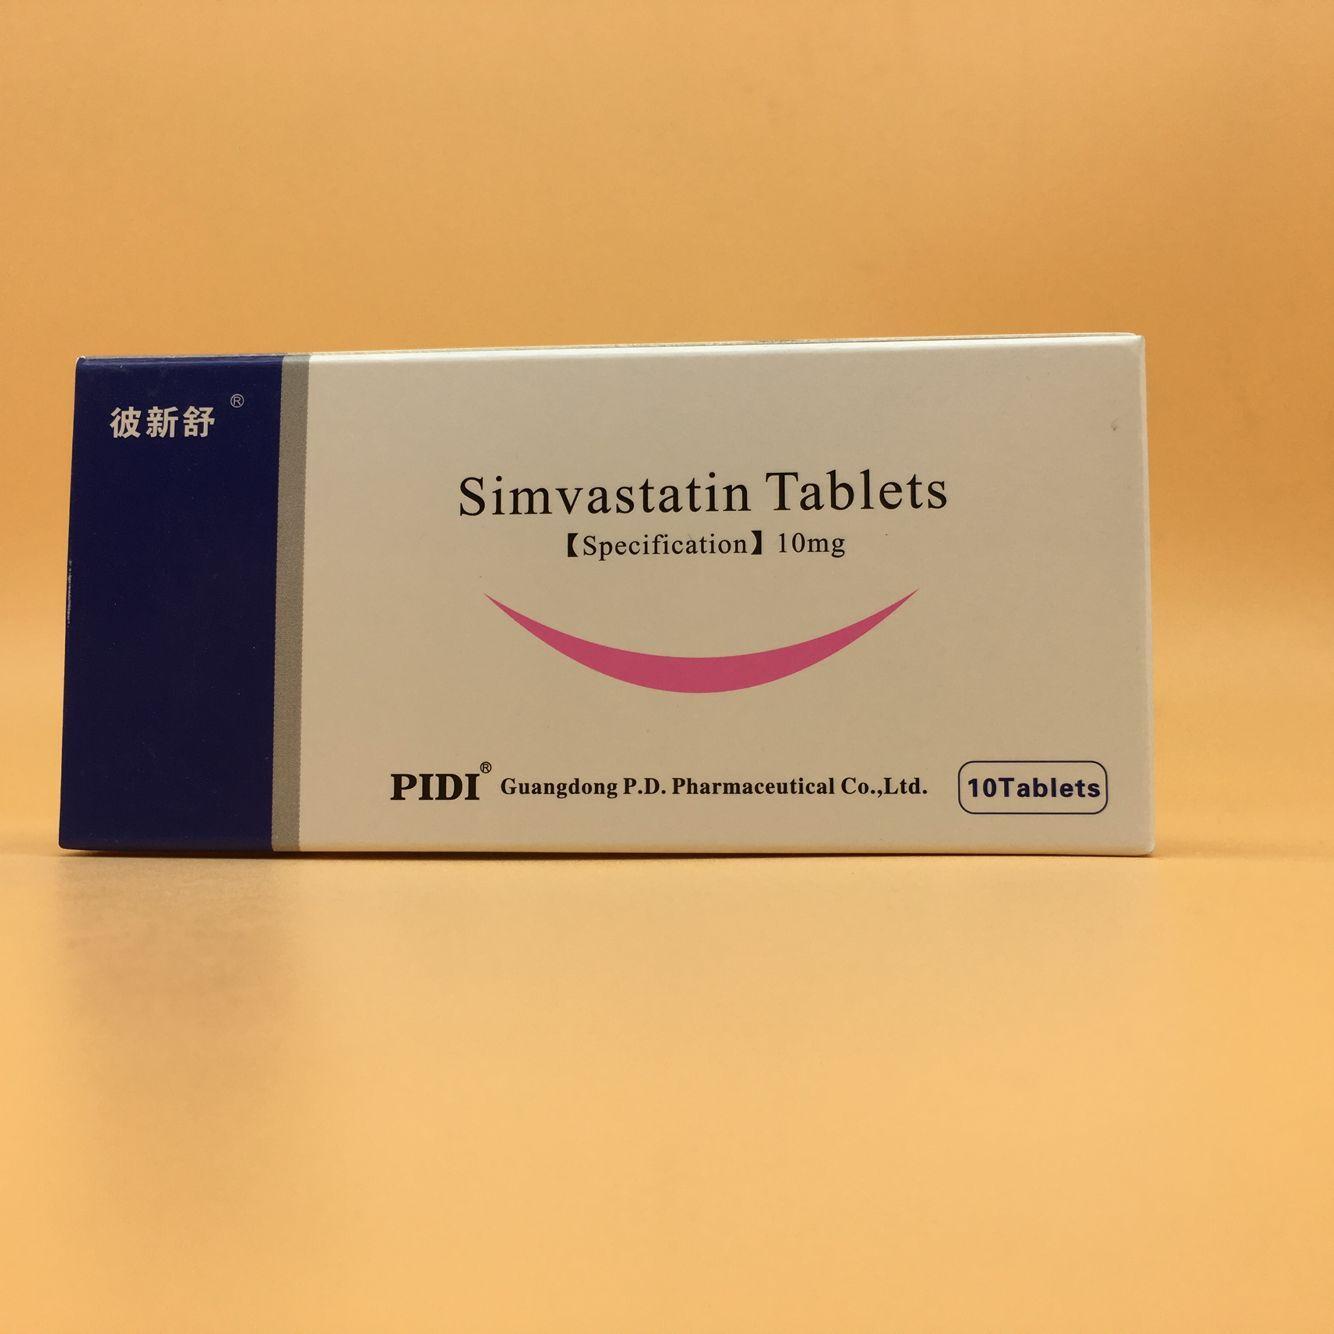 彼新舒®
Simvastatin Tablets
【Specification】10mg
PIDI® Guangdong P.D. Pharmaceutical Co.,Ltd.
10Tablets